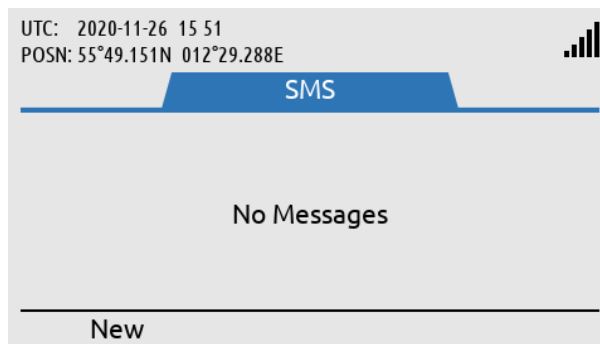 UTC: 2020-11-26 15 51
POSN: 55°49.151N 012°29.288E
SMS
No Messages
New